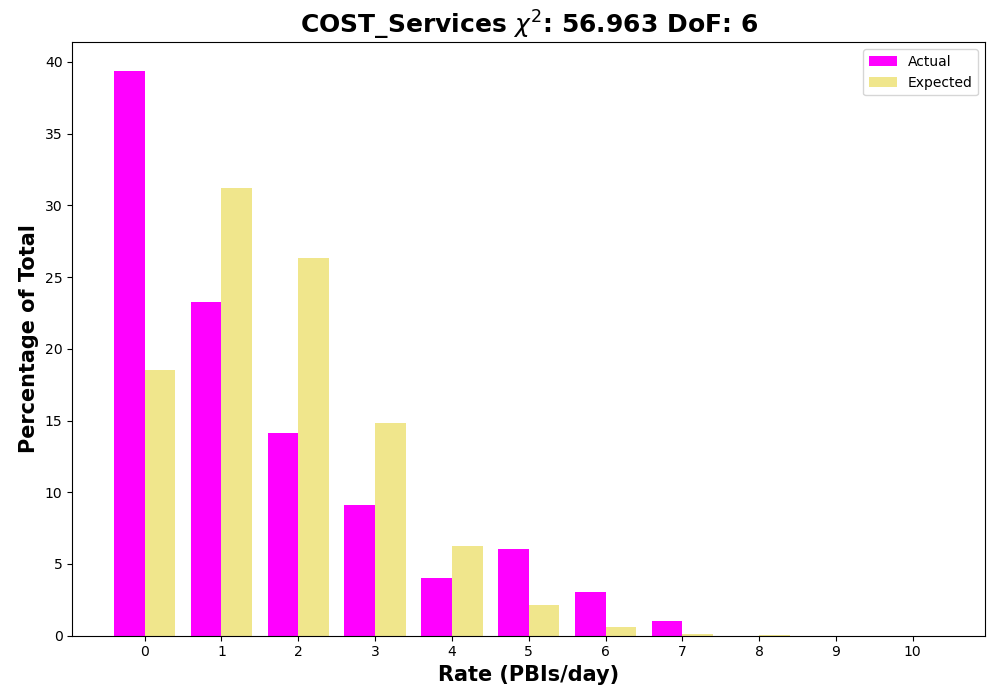 COST_Services χ²: 56.963 DoF: 6
Actual
Expected
Percentage of Total
40
35
30
25
20
15
10
5
0
0 1 2 3 4 5 6 7 8 9 10
Rate (PBIs/day)